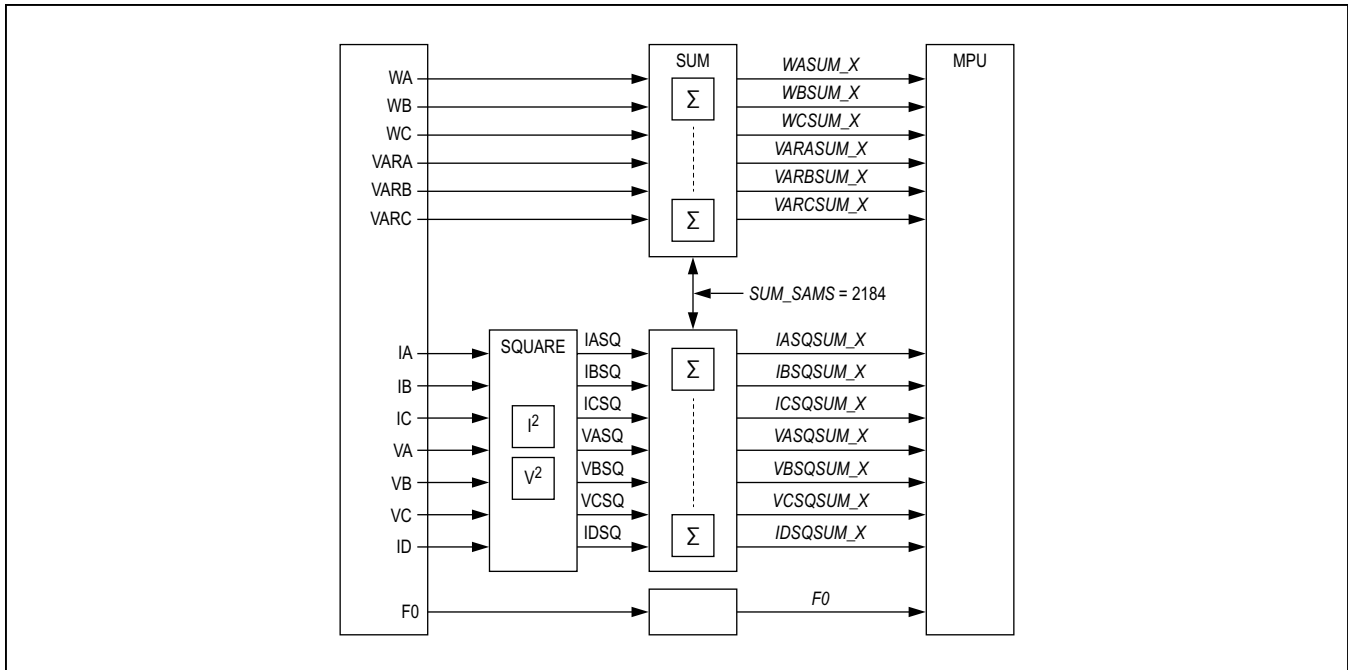 SUM
MPU
WA
WASUM_X
Σ
WB
WBSUM_X
WC
WCSUM_X
VARA
VARASUM_X
VARB
VARBSUM_X
VARC
VARCSUM_X
Σ
SUM_SAMS = 2184
SQUARE
IA
IASQ
IASQSUM_X
Σ
IB
IBSQ
IBSQSUM_X
IC
ICSQ
ICSQSUM_X
I²
VA
VASQ
VASQSUM_X
V²
VB
VBSQ
VBSQSUM_X
VC
VCSQ
VCSQSUM_X
ID
IDSQ
IDSQSUM_X
Σ
F0
F0